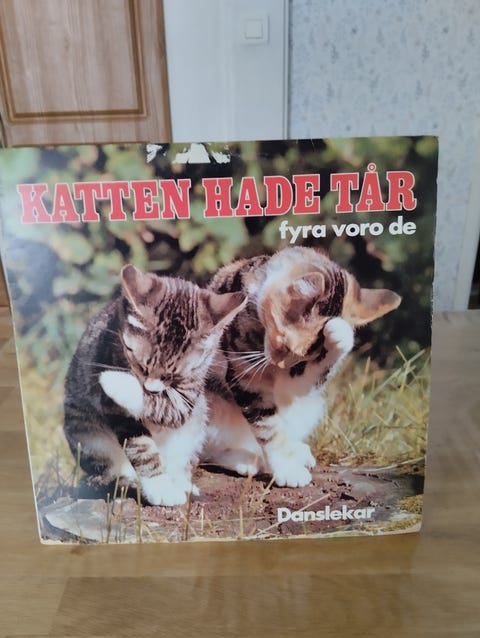 KATTEN HADE TÅR
fyra voro de
Danslekar